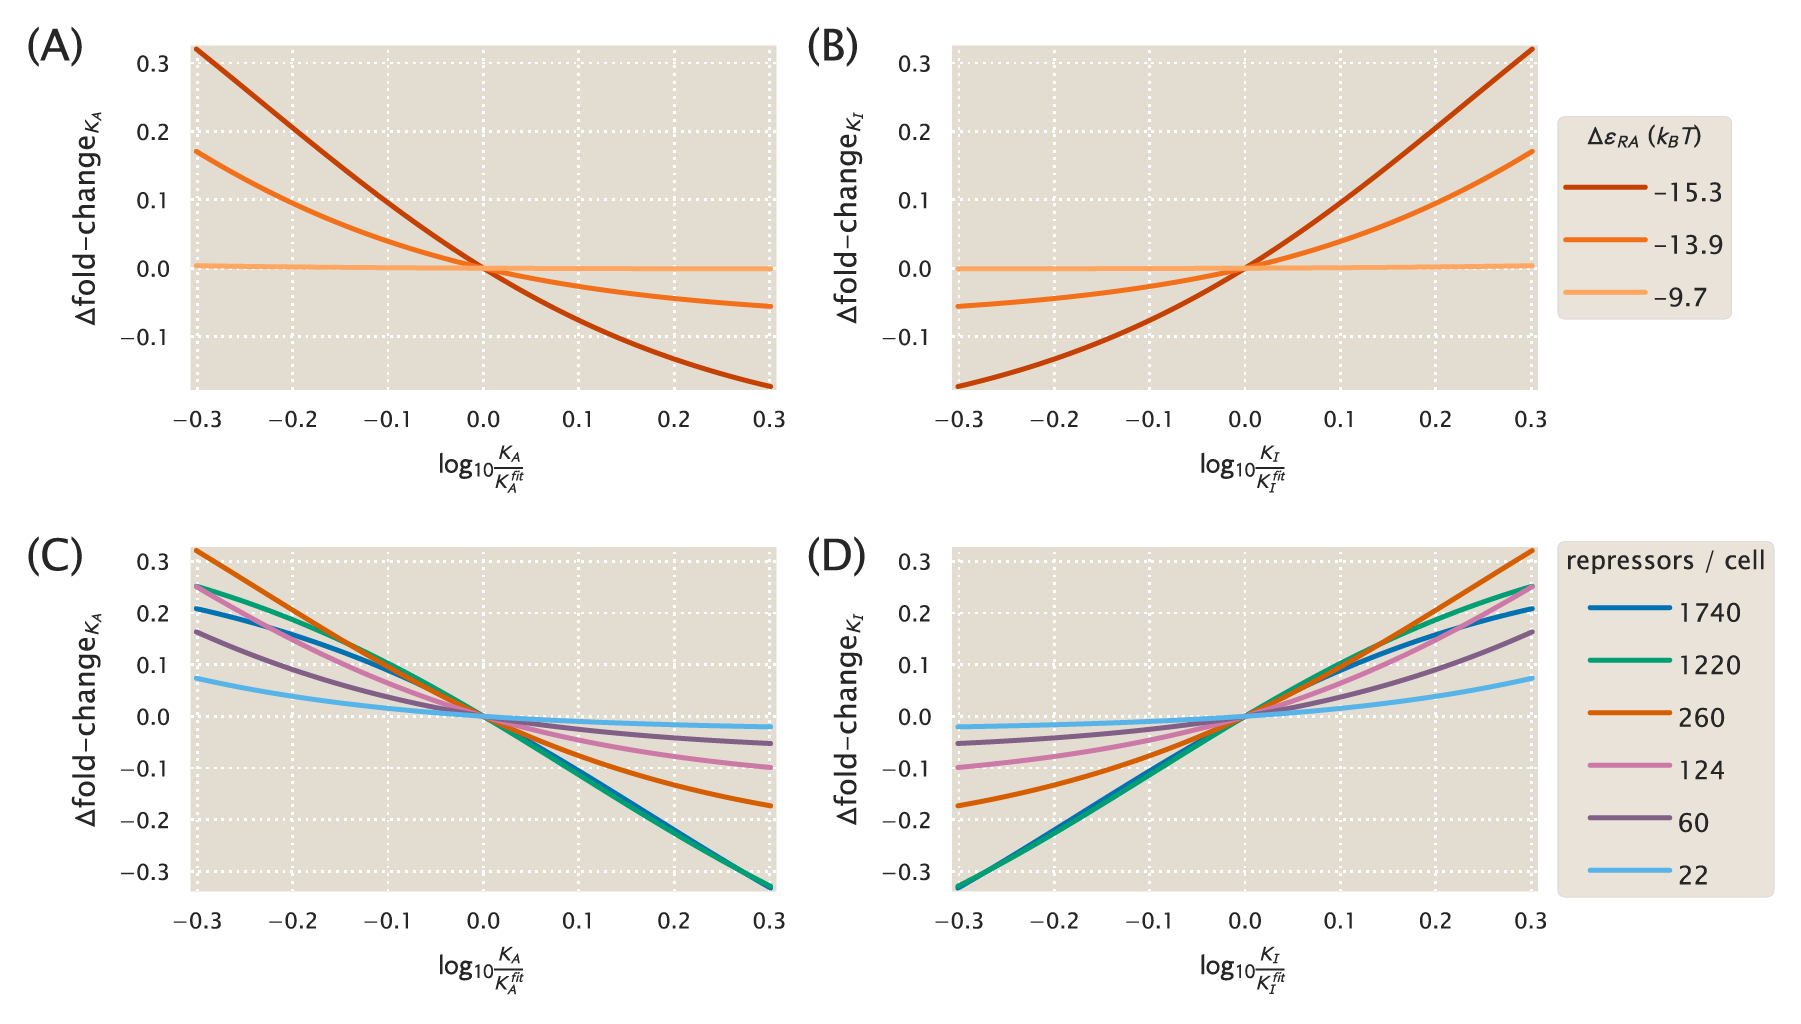 (A)
Δfold−change_{K_A}
0.3
0.2
0.1
0.0
−0.1
−0.3 −0.2 −0.1 0.0 0.1 0.2 0.3
log₁₀ K_A / K_A^{fit}
(B)
Δfold−change_{K_I}
0.3
0.2
0.1
0.0
−0.1
−0.3 −0.2 −0.1 0.0 0.1 0.2 0.3
log₁₀ K_I / K_I^{fit}
Δε_{RA} (k_BT)
−15.3
−13.9
−9.7
(C)
Δfold−change_{K_A}
0.3
0.2
0.1
0.0
−0.1
−0.2
−0.3
−0.3 −0.2 −0.1 0.0 0.1 0.2 0.3
log₁₀ K_A / K_A^{fit}
(D)
Δfold−change_{K_I}
0.3
0.2
0.1
0.0
−0.1
−0.2
−0.3
−0.3 −0.2 −0.1 0.0 0.1 0.2 0.3
log₁₀ K_I / K_I^{fit}
repressors / cell
1740
1220
260
124
60
22